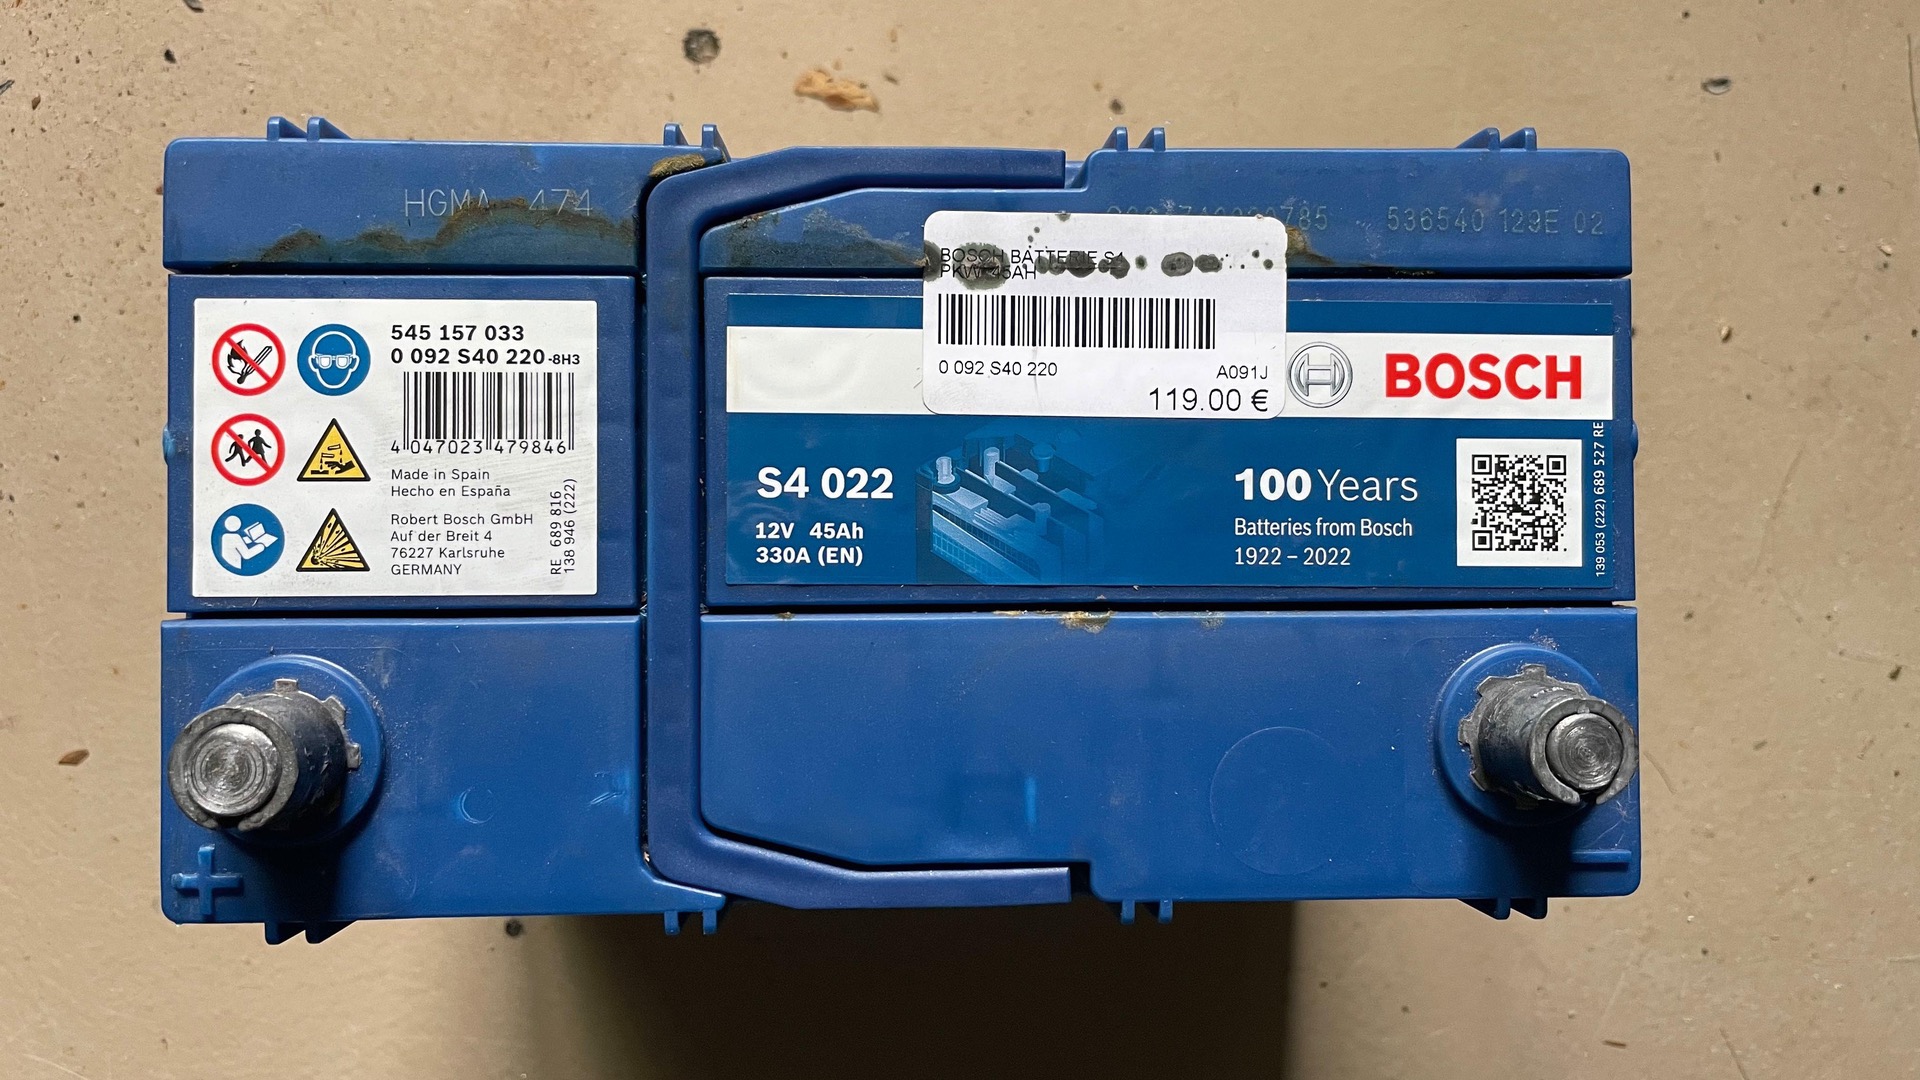 HGMA 474
785 536540 129E 02
545 157 033
0 092 S40 220-8H3
4 047023 479846
Made in Spain
Hecho en España
Robert Bosch GmbH
Auf der Breit 4
76227 Karlsruhe
GERMANY
RE 689 816
138 946 (222)
BOSCH BATTERIE S4
PKW 45AH
0 092 S40 220
A091J
119.00 €
BOSCH
S4 022
12V 45Ah
330A (EN)
100 Years
Batteries from Bosch
1922 – 2022
139 053 (222) 689 527 RE
+
−